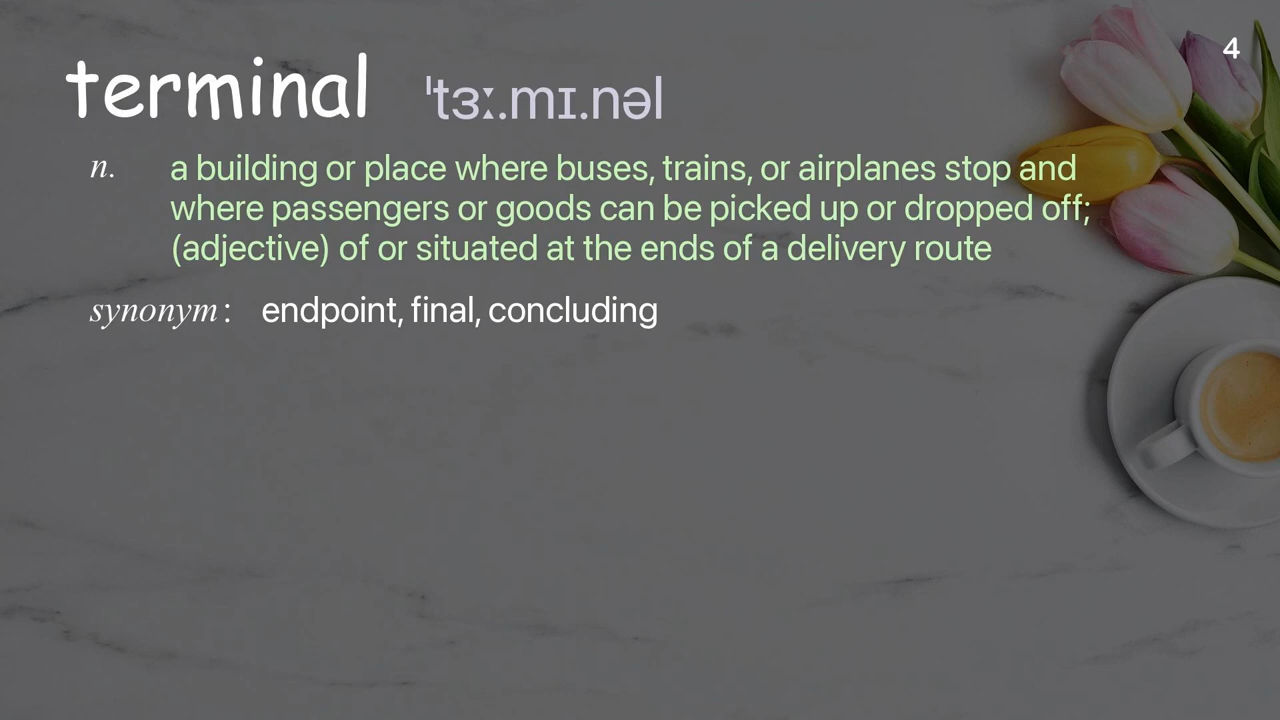 4
terminal ˈtɜː.mɪ.nəl
n. a building or place where buses, trains, or airplanes stop and
where passengers or goods can be picked up or dropped off;
(adjective) of or situated at the ends of a delivery route
synonym: endpoint, final, concluding